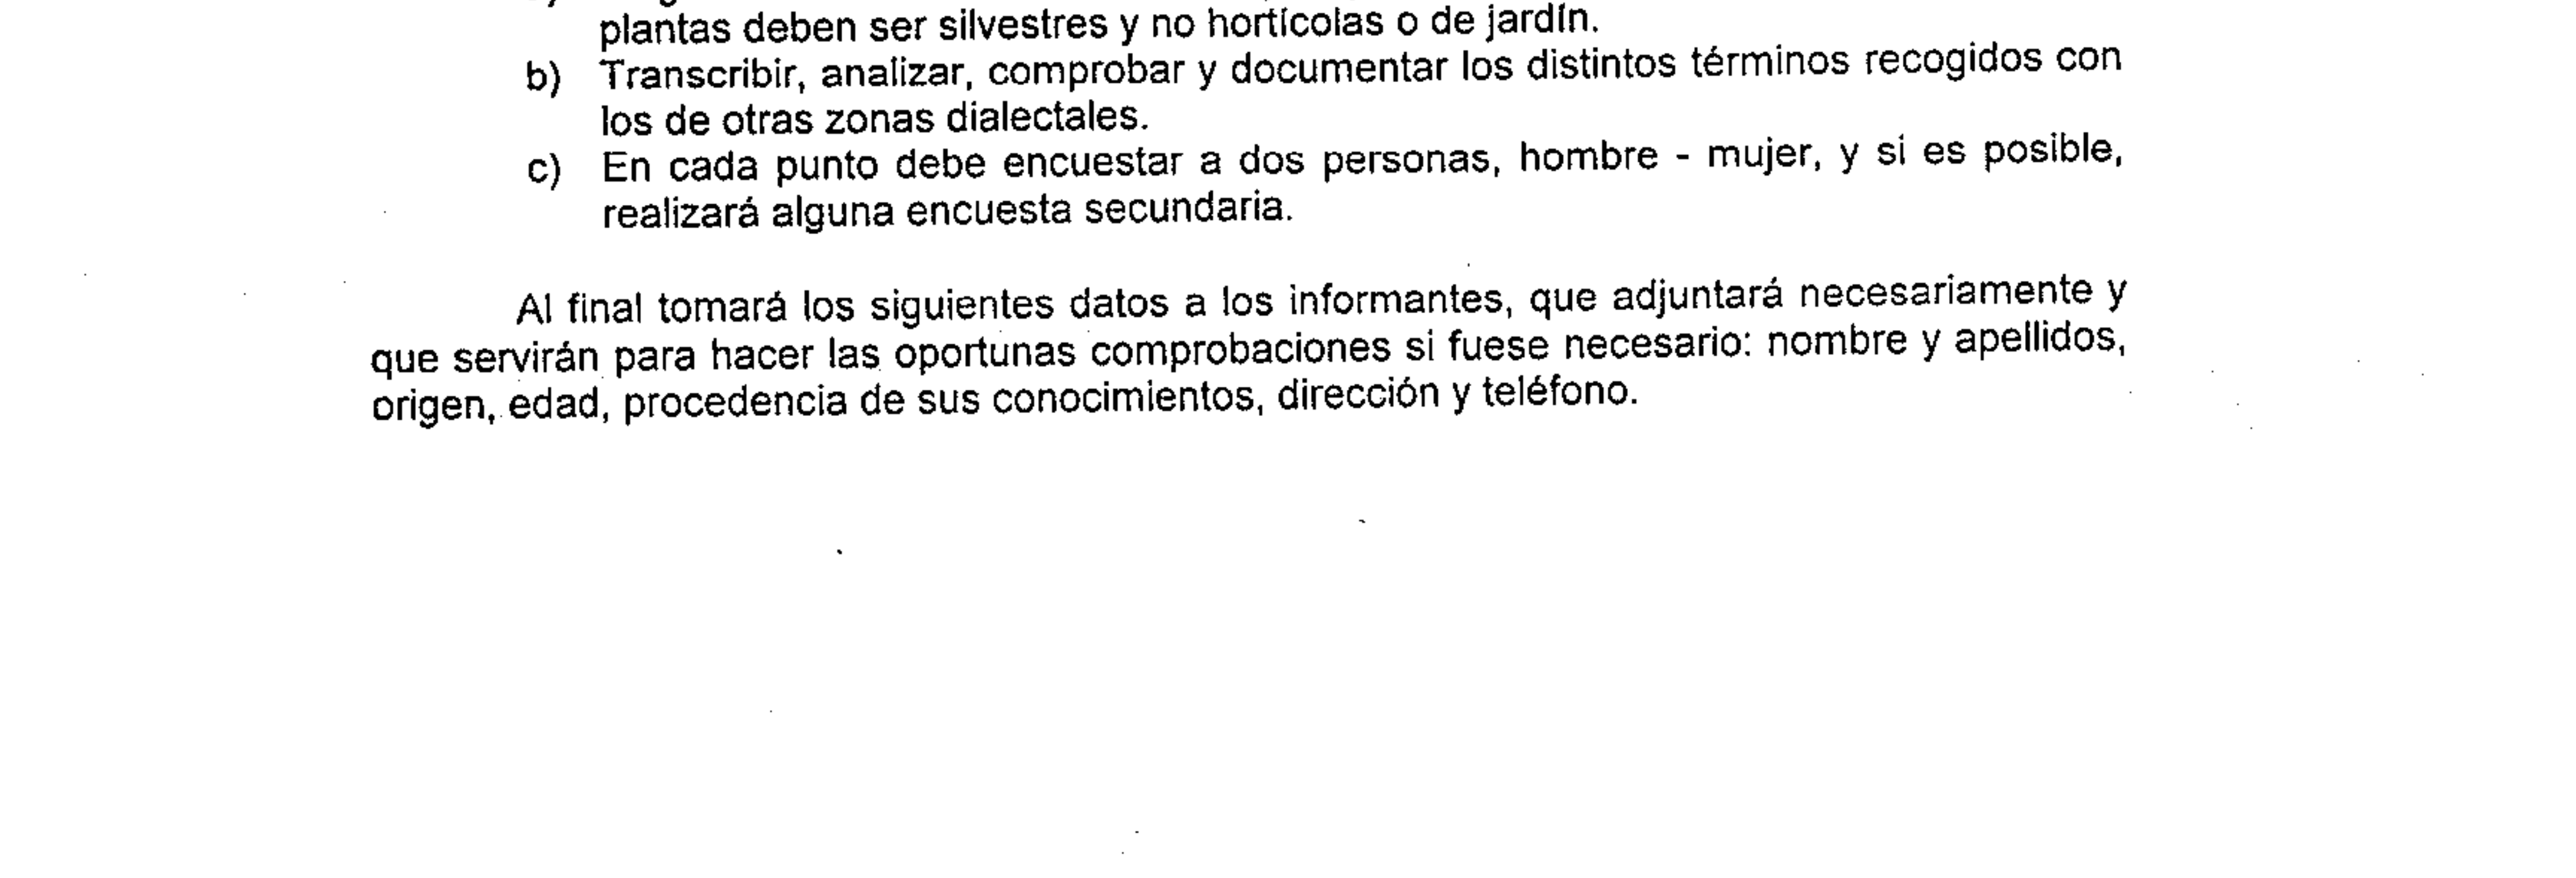 plantas deben ser silvestres y no hortícolas o de jardín.
b) Transcribir, analizar, comprobar y documentar los distintos términos recogidos con
los de otras zonas dialectales.
c) En cada punto debe encuestar a dos personas, hombre - mujer, y si es posible,
realizará alguna encuesta secundaria.
Al final tomará los siguientes datos a los informantes, que adjuntará necesariamente y
que servirán para hacer las oportunas comprobaciones si fuese necesario: nombre y apellidos,
origen, edad, procedencia de sus conocimientos, dirección y teléfono.